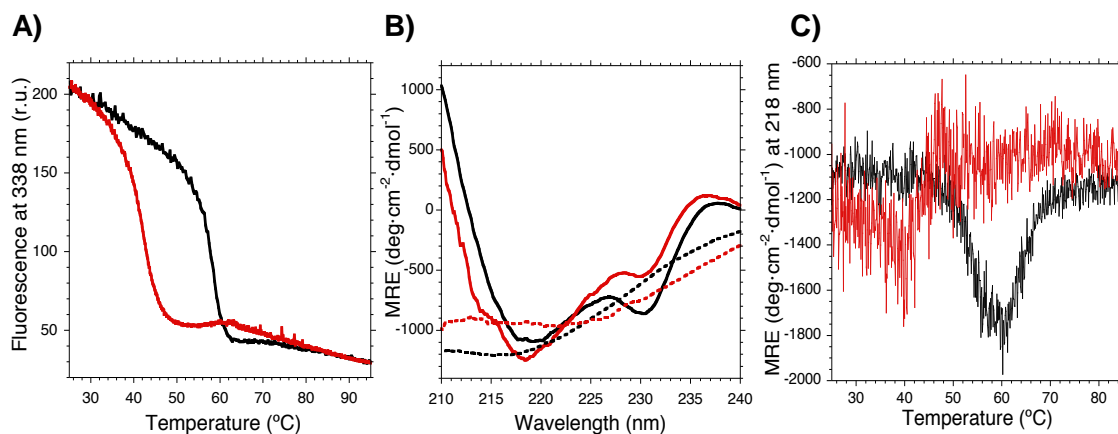 A)
B)
C)
Fluorescence at 338 nm (r.u.)
200
150
100
50
30 40 50 60 70 80 90
Temperature (ºC)
MRE (deg·cm⁻²·dmol⁻¹)
1000
500
0
-500
-1000
210 215 220 225 230 235 240
Wavelength (nm)
MRE (deg·cm⁻²·dmol⁻¹) at 218 nm
-600
-800
-1000
-1200
-1400
-1600
-1800
-2000
30 40 50 60 70 80
Temperature (ºC)